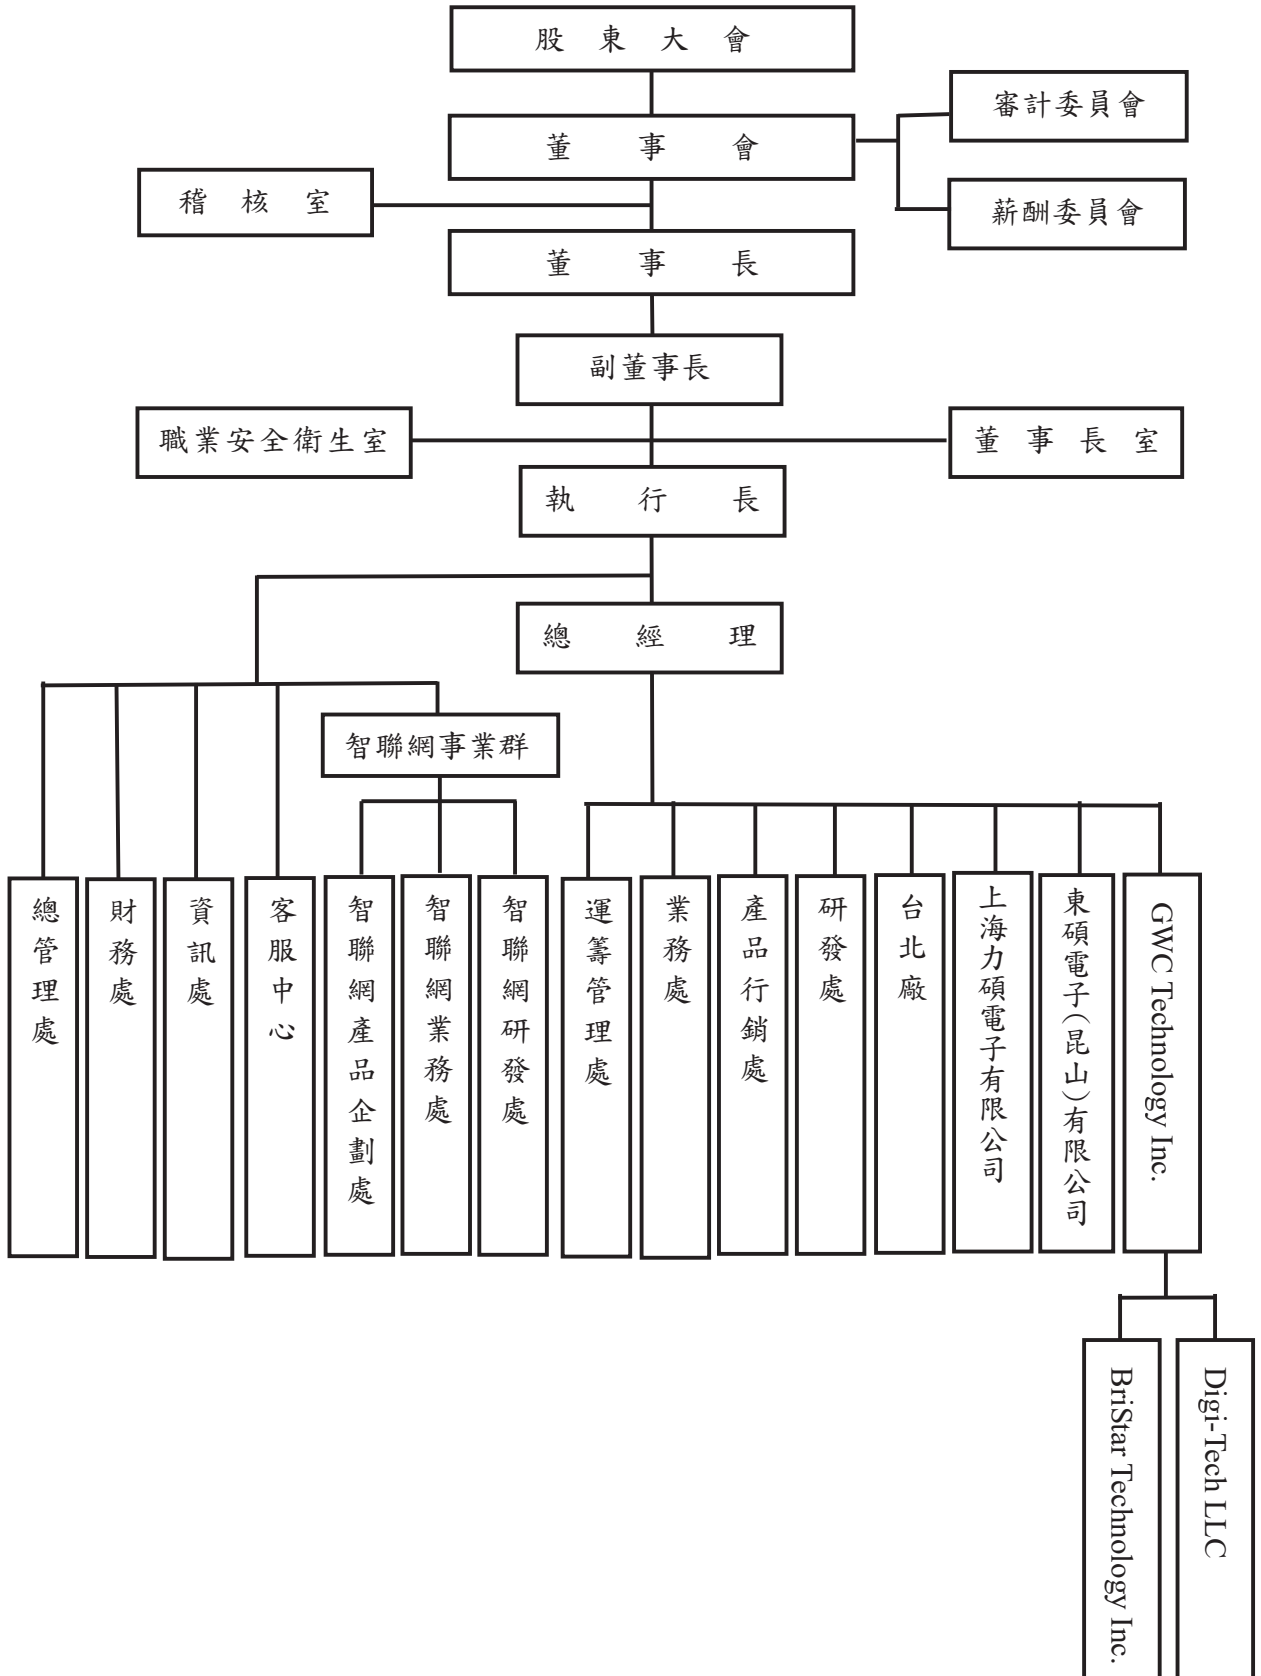 股東大會
審計委員會
董事會
稽核室
薪酬委員會
董事長
副董事長
職業安全衛生室
董事長室
執行長
總經理
智聯網事業群
總管理處
財務處
資訊處
客服中心
智聯網產品企劃處
智聯網業務處
智聯網研發處
運籌管理處
業務處
產品行銷處
研發處
台北廠
上海力碩電子有限公司
東碩電子(昆山)有限公司
GWC Technology Inc.
BriStar Technology Inc.
Digi-Tech LLC